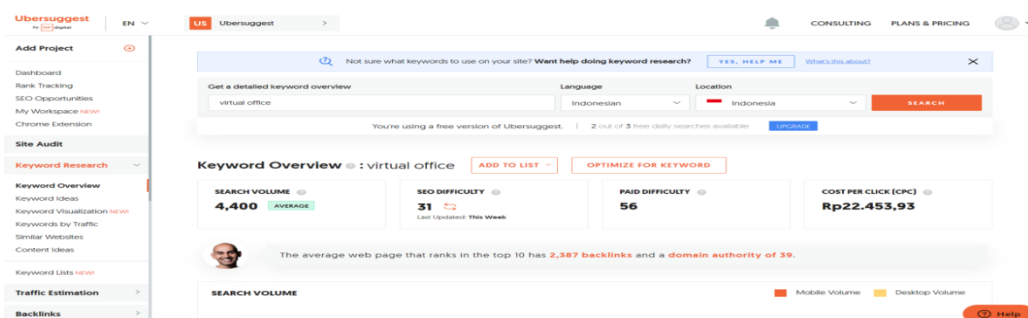 Ubersuggest
by NP digital
EN
US Ubersuggest >
CONSULTING PLANS & PRICING
Add Project
Dashboard
Rank Tracking
SEO Opportunities
My Workspace NEW!
Chrome Extension
Site Audit
Keyword Research
Keyword Overview
Keyword Ideas
Keyword Visualization NEW!
Keywords by Traffic
Similar Websites
Content Ideas
Keyword Lists NEW!
Traffic Estimation >
Backlinks >
Not sure what keywords to use on your site? Want help doing keyword research? YES, HELP ME What's this about?
Get a detailed keyword overview Language Location
virtual office Indonesian Indonesia SEARCH
You're using a free version of Ubersuggest. | 2 out of 3 free daily searches available UPGRADE
Keyword Overview : virtual office ADD TO LIST OPTIMIZE FOR KEYWORD
SEARCH VOLUME SEO DIFFICULTY PAID DIFFICULTY COST PER CLICK (CPC)
4,400 AVERAGE 31 56 Rp22.453,93
Last Updated: This Week
The average web page that ranks in the top 10 has 2,387 backlinks and a domain authority of 39.
SEARCH VOLUME Mobile Volume Desktop Volume
Help